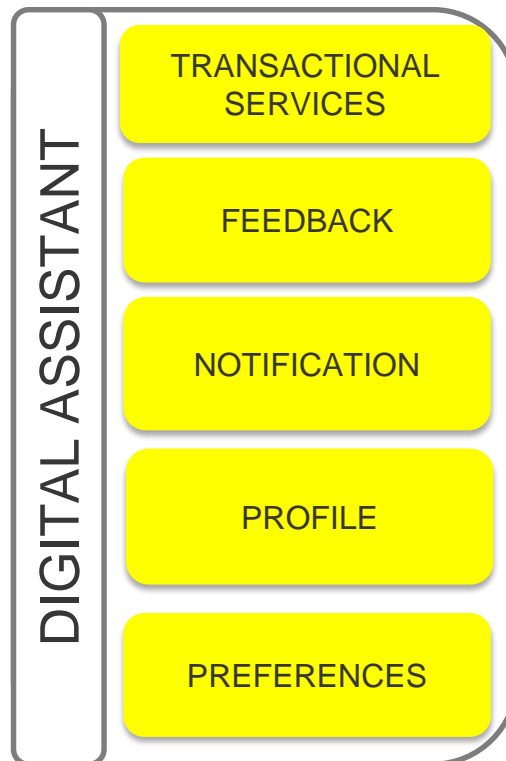 DIGITAL ASSISTANT
TRANSACTIONAL
SERVICES
FEEDBACK
NOTIFICATION
PROFILE
PREFERENCES